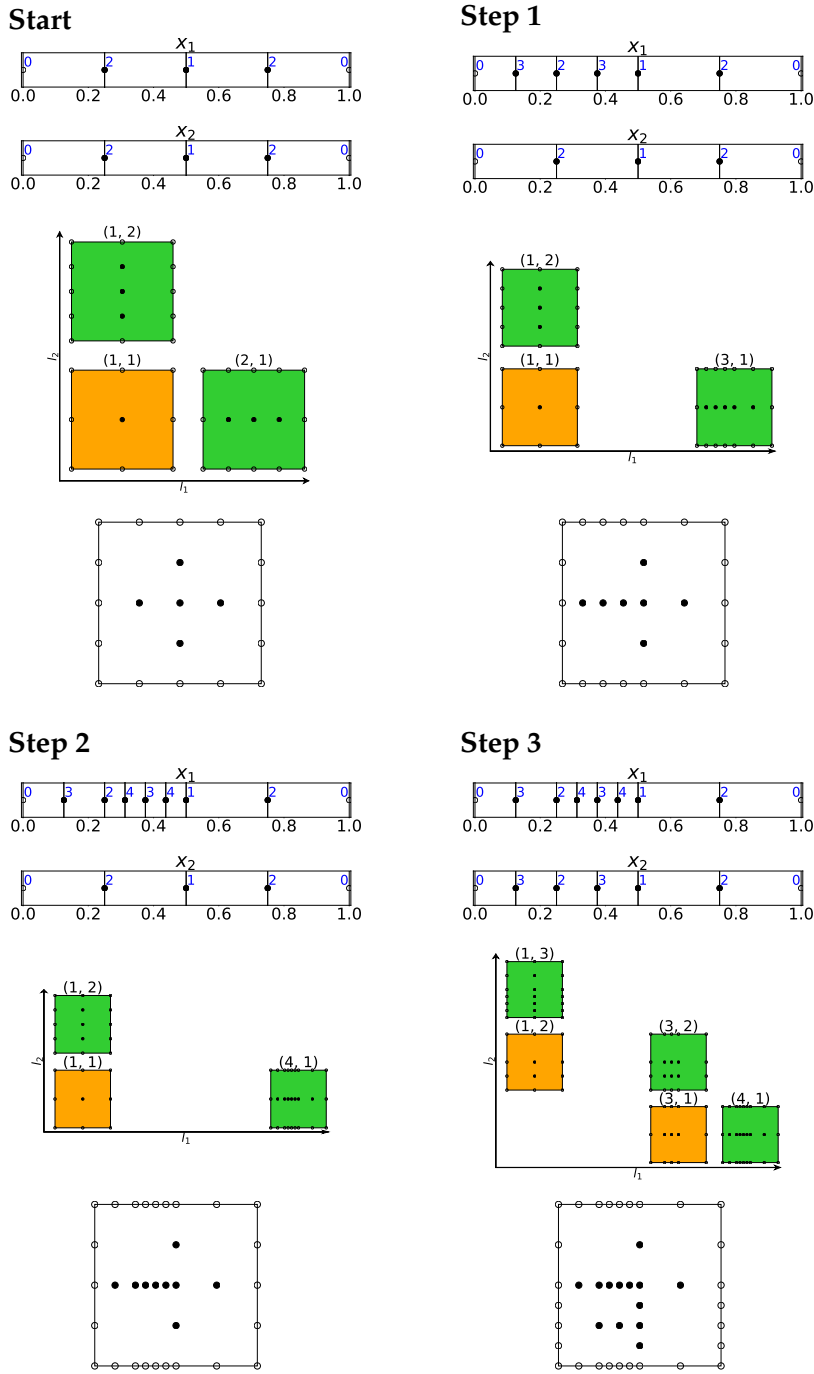 Start
x1
0 2 1 2 0
0.0 0.2 0.4 0.6 0.8 1.0
x2
0 2 1 2 0
0.0 0.2 0.4 0.6 0.8 1.0
(1, 2)
l2
(1, 1) (2, 1)
l1
Step 1
x1
0 3 2 3 1 2 0
0.0 0.2 0.4 0.6 0.8 1.0
x2
0 2 1 2 0
0.0 0.2 0.4 0.6 0.8 1.0
(1, 2)
l2
(1, 1) (3, 1)
l1
Step 2
x1
0 3 2 4 3 4 1 2 0
0.0 0.2 0.4 0.6 0.8 1.0
x2
0 2 1 2 0
0.0 0.2 0.4 0.6 0.8 1.0
(1, 2)
l2
(1, 1) (4, 1)
l1
Step 3
x1
0 3 2 4 3 4 1 2 0
0.0 0.2 0.4 0.6 0.8 1.0
x2
0 3 2 3 1 2 0
0.0 0.2 0.4 0.6 0.8 1.0
(1, 3)
(1, 2) (3, 2)
l2
(3, 1) (4, 1)
l1